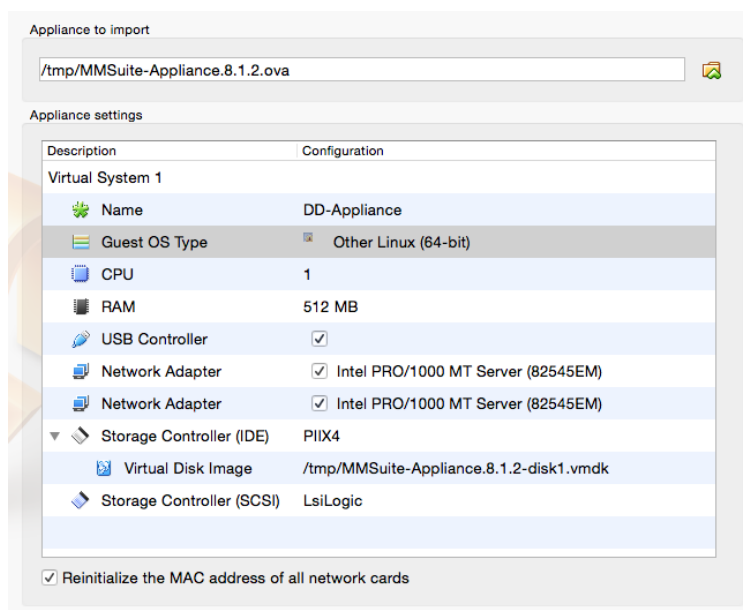 Appliance to import
/tmp/MMSuite-Appliance.8.1.2.ova
Appliance settings
Description Configuration
Virtual System 1
Name DD-Appliance
Guest OS Type Other Linux (64-bit)
CPU 1
RAM 512 MB
USB Controller
Network Adapter Intel PRO/1000 MT Server (82545EM)
Network Adapter Intel PRO/1000 MT Server (82545EM)
Storage Controller (IDE) PIIX4
Virtual Disk Image /tmp/MMSuite-Appliance.8.1.2-disk1.vmdk
Storage Controller (SCSI) LsiLogic
Reinitialize the MAC address of all network cards